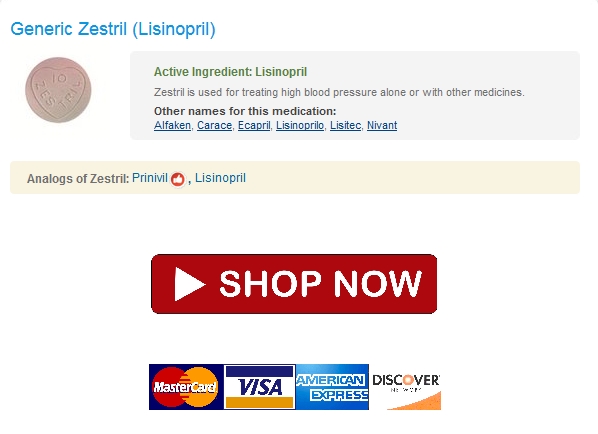 Generic Zestril (Lisinopril)
10
ZESTRIL
Active Ingredient: Lisinopril
Zestril is used for treating high blood pressure alone or with other medicines.
Other names for this medication:
Alfaken, Carace, Ecapril, Lisinoprilo, Lisitec, Nivant
Analogs of Zestril: Prinivil , Lisinopril
SHOP NOW
MasterCard VISA AMERICAN EXPRESS DISCOVER NETWORK